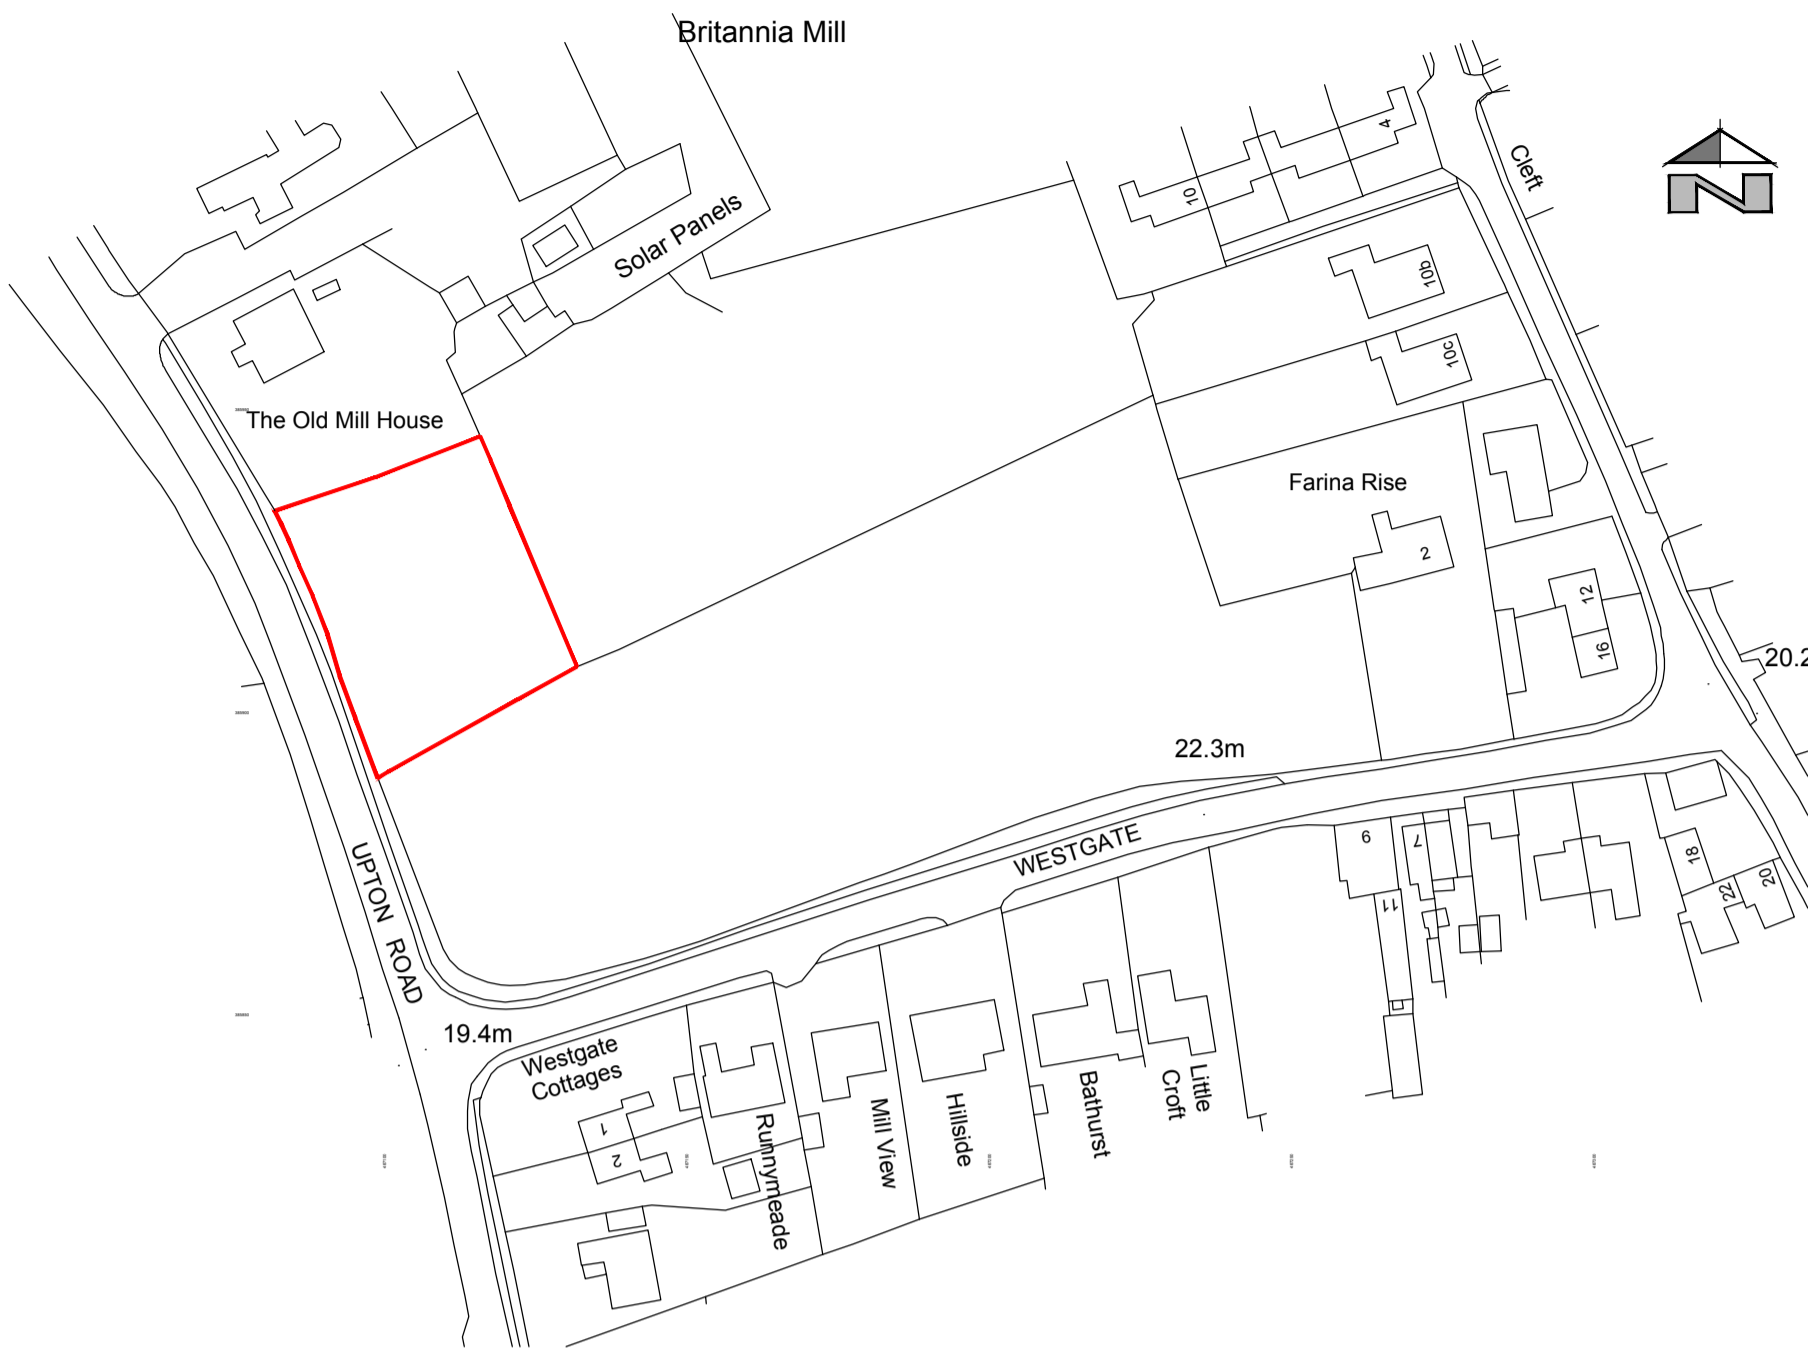 Britannia Mill
4
Cleft
10
N
Solar Panels
10b
10c
The Old Mill House
Farina Rise
2
12
16
20.2
22.3m
WESTGATE
9
7
11
18
22
20
UPTON ROAD
19.4m
Westgate
Cottages
1
2
Runnymeade
Mill View
Hillside
Bathurst
Little
Croft